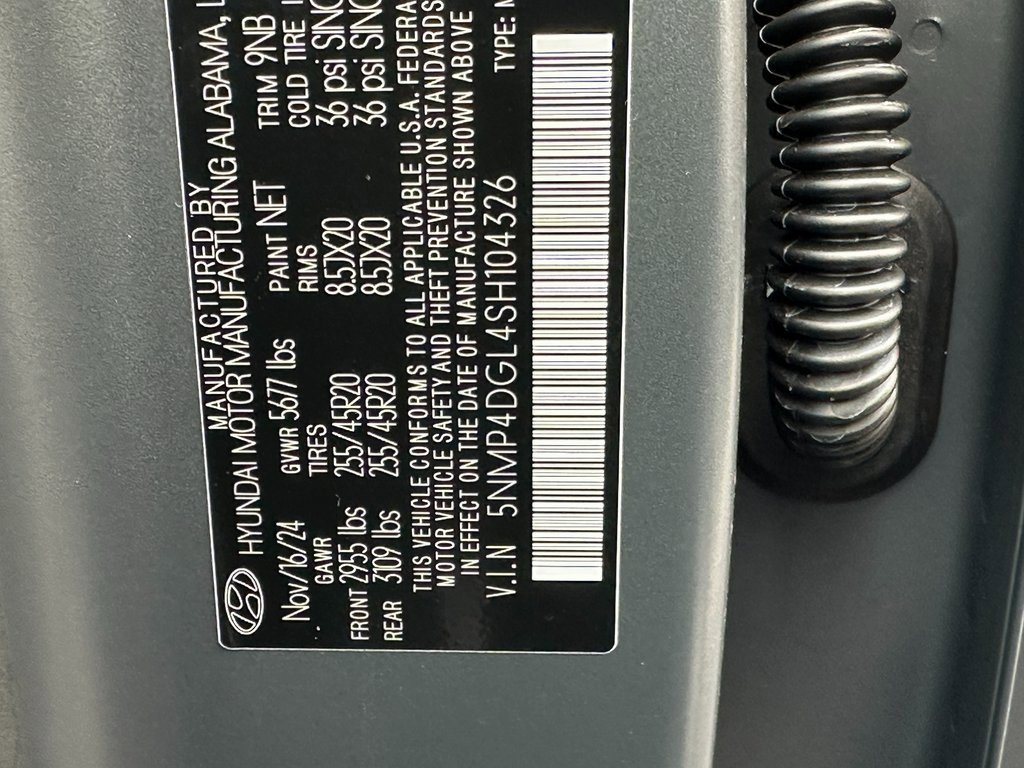 MANUFACTURED BY
HYUNDAI MOTOR MANUFACTURING ALABAMA,
Nov/16/24 GVWR 5677 lbs PAINT NET TRIM 9NB
GAWR TIRES RIMS COLD TIRE
FRONT 2955 lbs 255/45R20 8.5JX20 36 psi SING
REAR 3109 lbs 255/45R20 8.5JX20 36 psi SING
THIS VEHICLE CONFORMS TO ALL APPLICABLE U.S.A. FEDERA
MOTOR VEHICLE SAFETY AND THEFT PREVENTION STANDARDS
IN EFFECT ON THE DATE OF MANUFACTURE SHOWN ABOVE
V.I.N 5NMP4DGL4SH104326 TYPE: